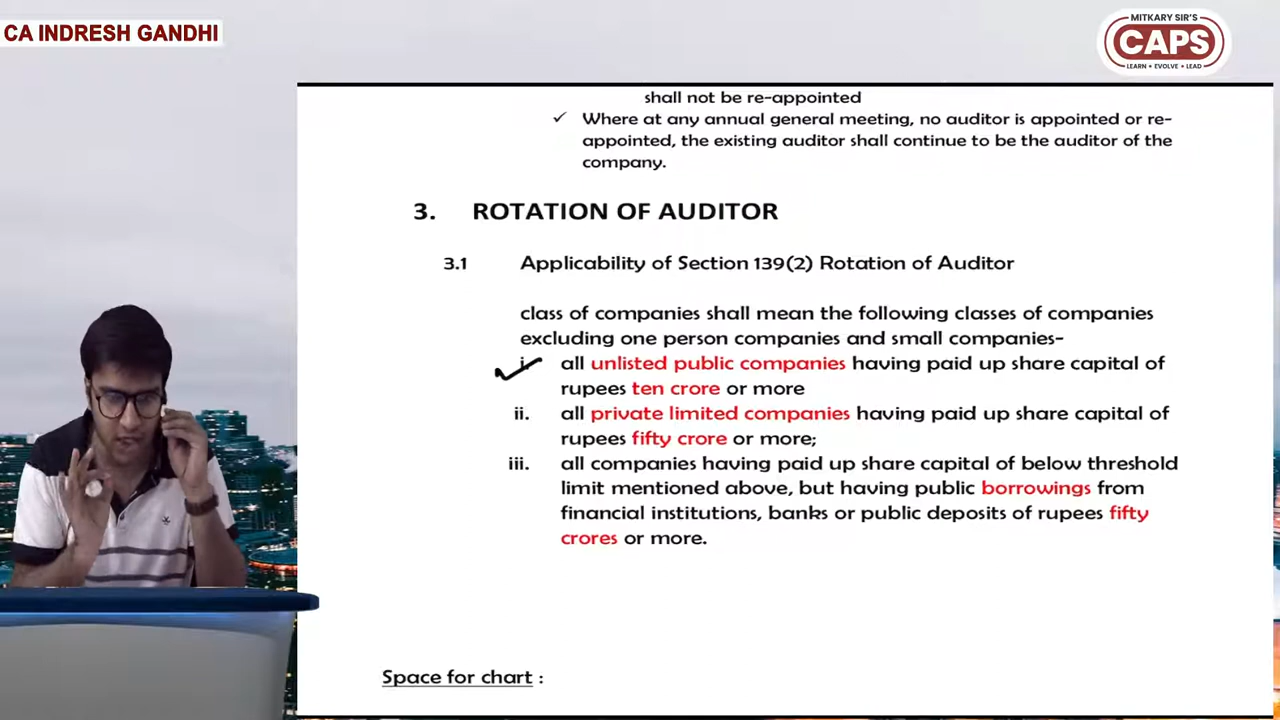 CA INDRESH GANDHI
MITKARY SIR'S
CAPS
LEARN • EVOLVE • LEAD
shall not be re-appointed
✓ Where at any annual general meeting, no auditor is appointed or re-
appointed, the existing auditor shall continue to be the auditor of the
company.
3. ROTATION OF AUDITOR
3.1 Applicability of Section 139(2) Rotation of Auditor
class of companies shall mean the following classes of companies
excluding one person companies and small companies-
i. all unlisted public companies having paid up share capital of
rupees ten crore or more
ii. all private limited companies having paid up share capital of
rupees fifty crore or more;
iii. all companies having paid up share capital of below threshold
limit mentioned above, but having public borrowings from
financial institutions, banks or public deposits of rupees fifty
crores or more.
Space for chart :